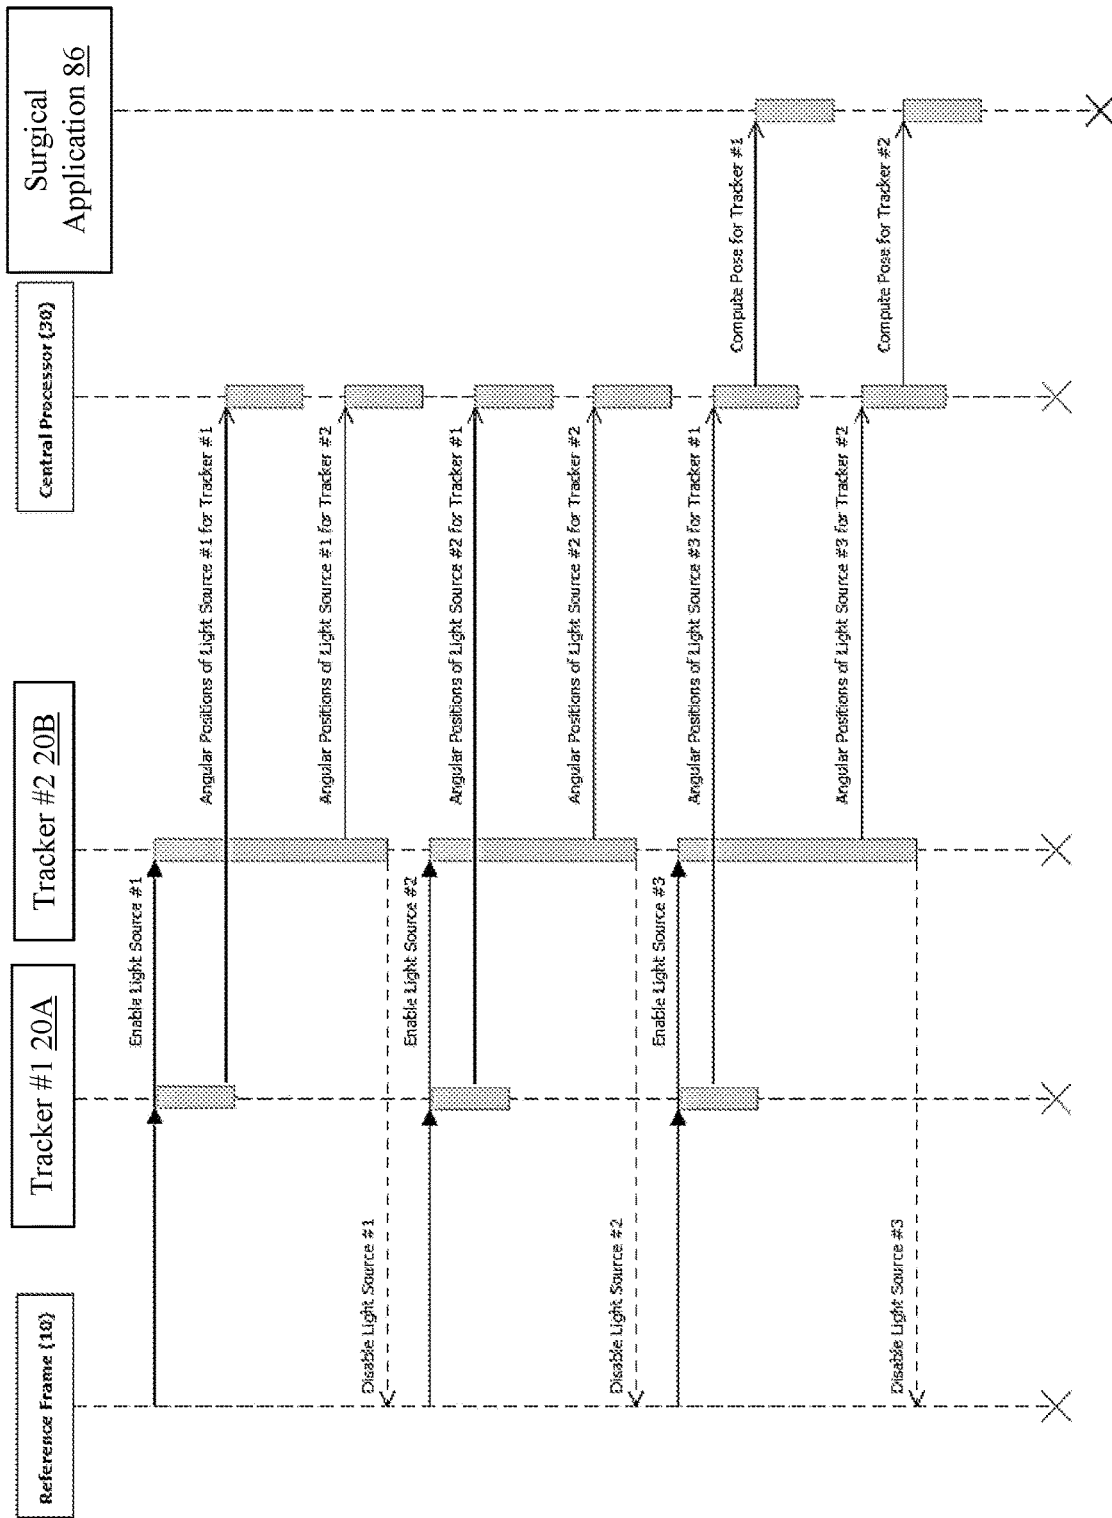 Reference Frame (10)
Tracker #1 20A
Tracker #2 20B
Central Processor (30)
Surgical
Application 86
Enable Light Source #1
Angular Positions of Light Source #1 for Tracker #1
Angular Positions of Light Source #1 for Tracker #2
Disable Light Source #1
Enable Light Source #2
Angular Positions of Light Source #2 for Tracker #1
Angular Positions of Light Source #2 for Tracker #2
Disable Light Source #2
Enable Light Source #3
Angular Positions of Light Source #3 for Tracker #1
Compute Pose for Tracker #1
Angular Positions of Light Source #3 for Tracker #2
Compute Pose for Tracker #2
Disable Light Source #3